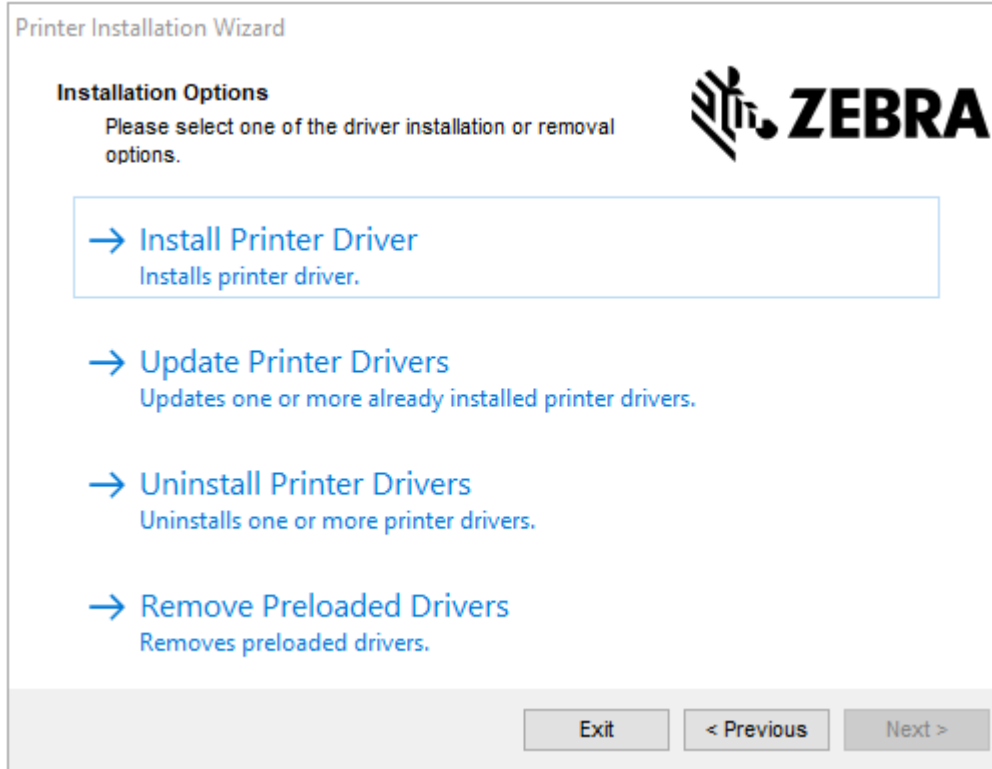 Printer Installation Wizard
Installation Options
ZEBRA
Please select one of the driver installation or removal
options.
Install Printer Driver
Installs printer driver.
Update Printer Drivers
Updates one or more already installed printer drivers.
Uninstall Printer Drivers
Uninstalls one or more printer drivers.
Remove Preloaded Drivers
Removes preloaded drivers.
Exit
< Previous
Next >